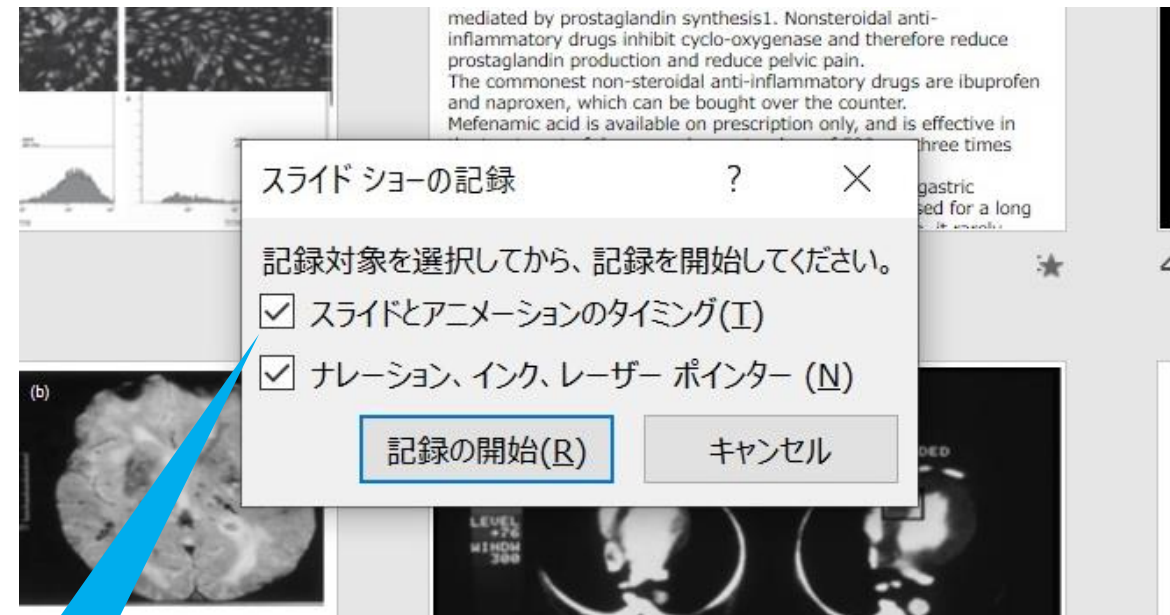 mediated by prostaglandin synthesis1. Nonsteroidal anti-
inflammatory drugs inhibit cyclo-oxygenase and therefore reduce
prostaglandin production and reduce pelvic pain.
The commonest non-steroidal anti-inflammatory drugs are ibuprofen
and naproxen, which can be bought over the counter.
Mefenamic acid is available on prescription only, and is effective in
three times
gastric
sed for a long
スライド ショーの記録 ?
記録対象を選択してから、記録を開始してください。
スライドとアニメーションのタイミング(T)
ナレーション、インク、レーザー ポインター (N)
記録の開始(R) キャンセル
(b)
DED
LEVEL
+76
WINDW
300